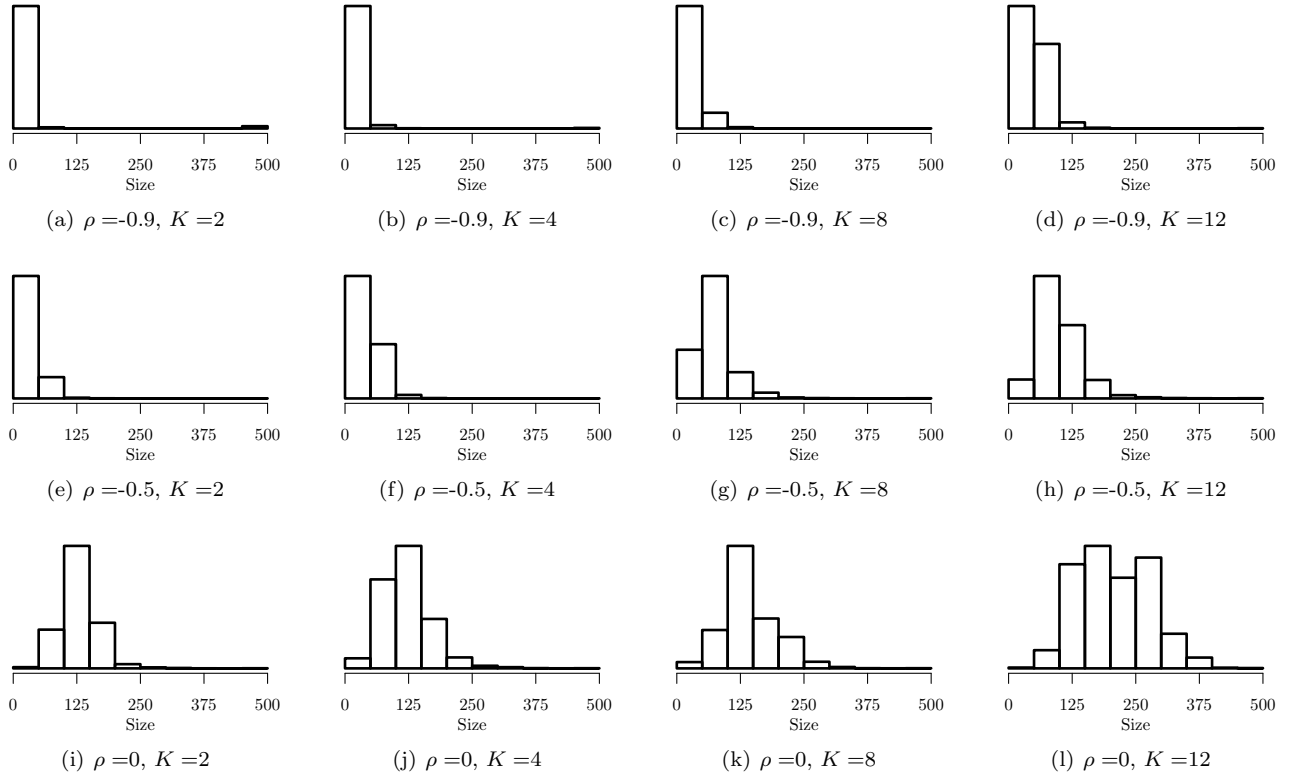 0 125 250 375 500 0 125 250 375 500 0 125 250 375 500 0 125 250 375 500
Size Size Size Size
(a) ρ =-0.9, K =2 (b) ρ =-0.9, K =4 (c) ρ =-0.9, K =8 (d) ρ =-0.9, K =12
0 125 250 375 500 0 125 250 375 500 0 125 250 375 500 0 125 250 375 500
Size Size Size Size
(e) ρ =-0.5, K =2 (f) ρ =-0.5, K =4 (g) ρ =-0.5, K =8 (h) ρ =-0.5, K =12
0 125 250 375 500 0 125 250 375 500 0 125 250 375 500 0 125 250 375 500
Size Size Size Size
(i) ρ =0, K =2 (j) ρ =0, K =4 (k) ρ =0, K =8 (l) ρ =0, K =12